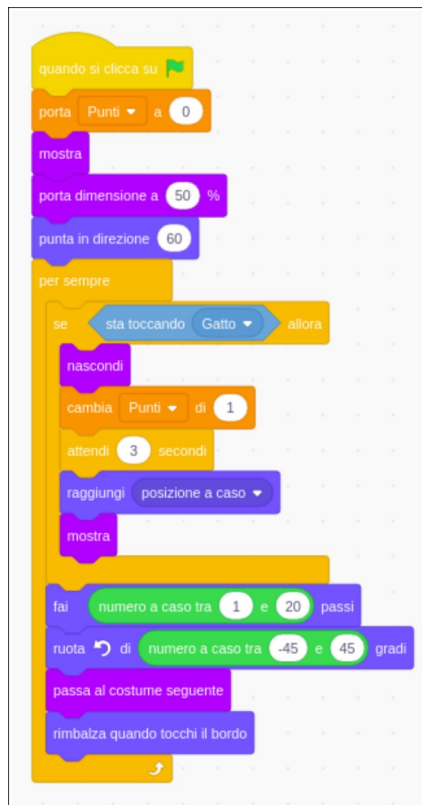 quando si clicca su
porta Punti a 0
mostra
porta dimensione a 50 %
punta in direzione 60
per sempre
se sta toccando Gatto allora
nascondi
cambia Punti di 1
attendi 3 secondi
raggiungi posizione a caso
mostra
fai numero a caso tra 1 e 20 passi
ruota di numero a caso tra -45 e 45 gradi
passa al costume seguente
rimbalza quando tocchi il bordo